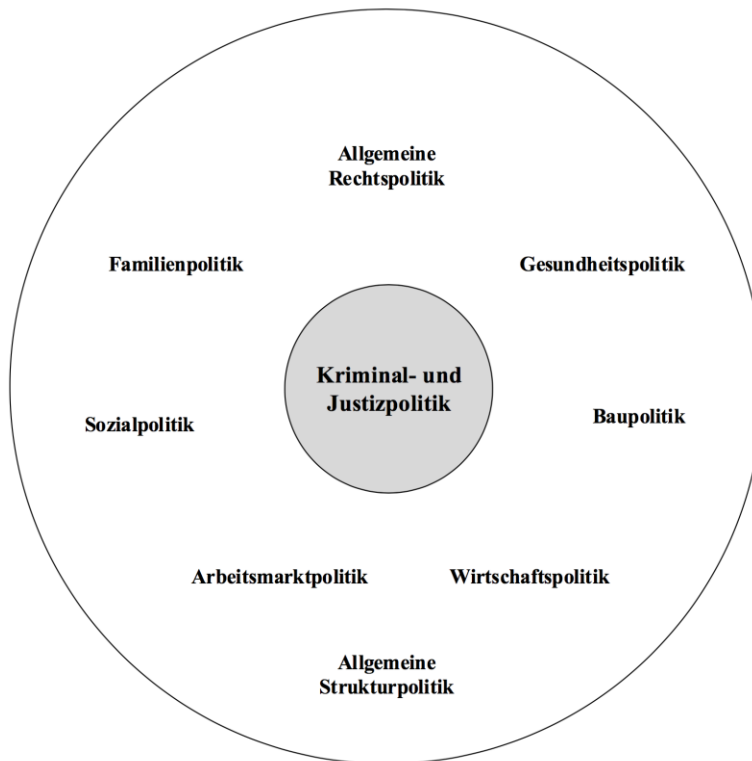 Allgemeine
Rechtspolitik
Familienpolitik
Gesundheitspolitik
Kriminal- und
Justizpolitik
Sozialpolitik
Baupolitik
Arbeitsmarktpolitik
Wirtschaftspolitik
Allgemeine
Strukturpolitik